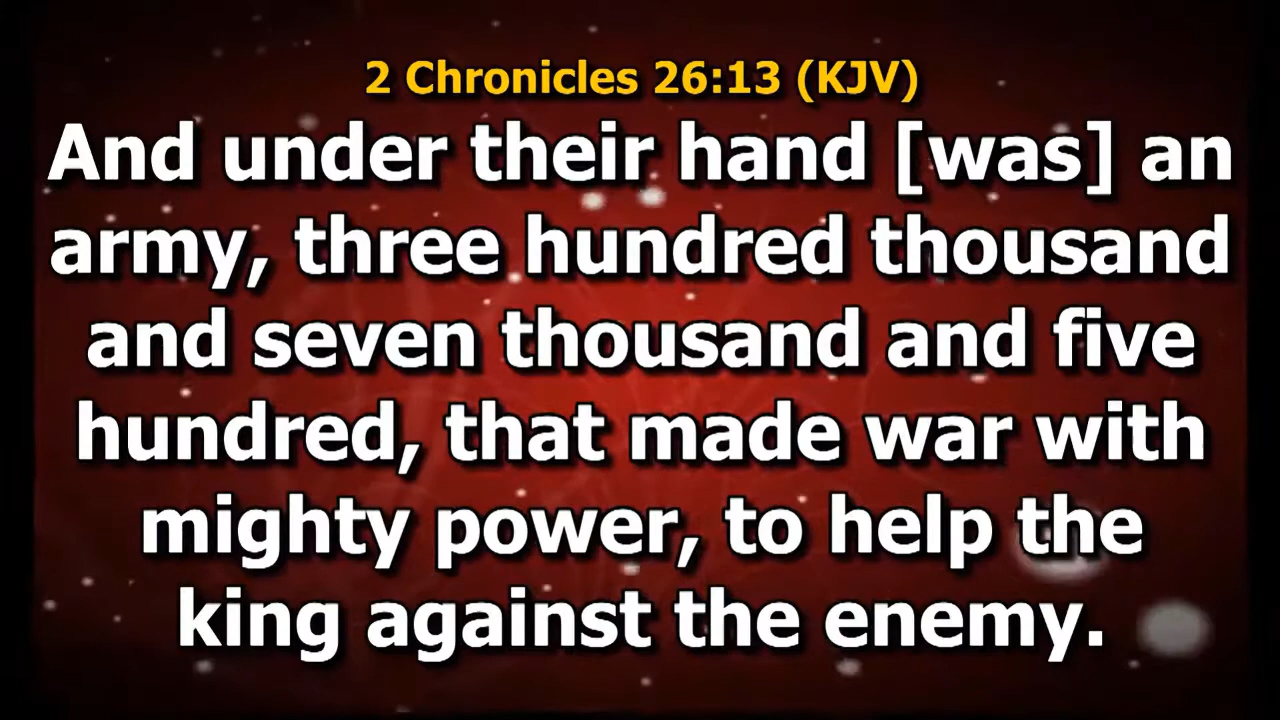 2 Chronicles 26:13 (KJV)
And under their hand [was] an
army, three hundred thousand
and seven thousand and five
hundred, that made war with
mighty power, to help the
king against the enemy.